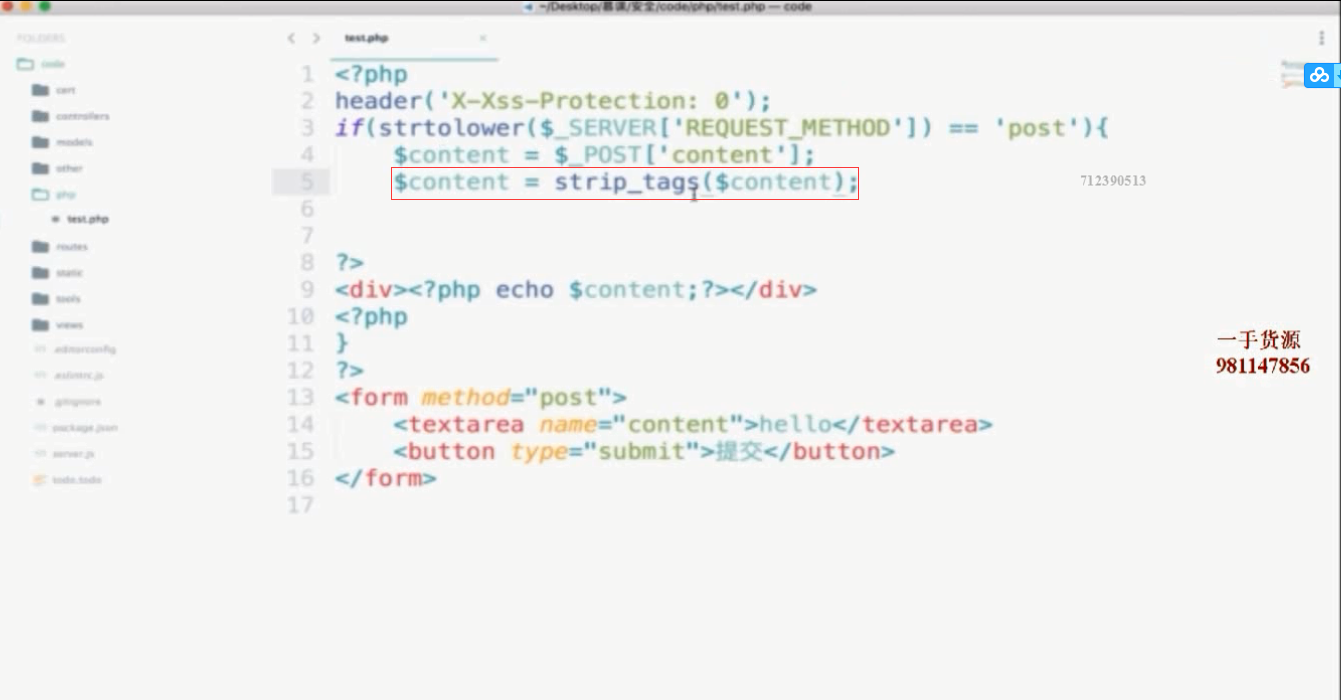 ~/Desktop/慕课/安全/code/php/test.php — code
FOLDERS
code
cert
controllers
models
other
php
test.php
routes
static
tools
views
.editorconfig
.eslintrc.js
.gitignore
package.json
server.js
code.todo
test.php
1 <?php
2 header('X-Xss-Protection: 0');
3 if(strtolower($_SERVER['REQUEST_METHOD']) == 'post'){
4 $content = $_POST['content'];
5 $content = strip_tags($content);
6
7
8 ?>
9 <div><?php echo $content;?></div>
10 <?php
11 }
12 ?>
13 <form method="post">
14 <textarea name="content">hello</textarea>
15 <button type="submit">提交</button>
16 </form>
17
712390513
一手货源
981147856